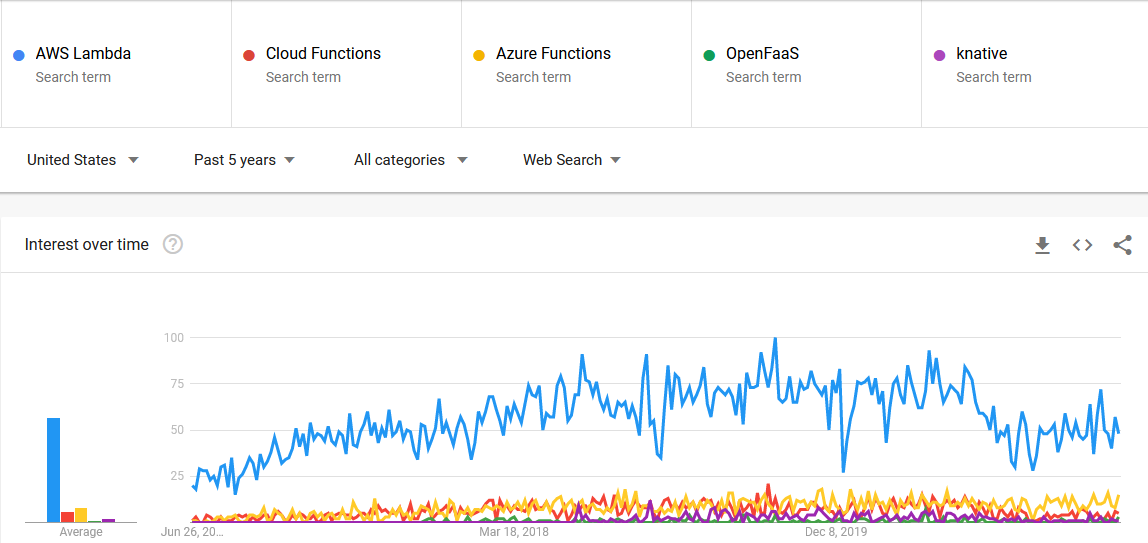 AWS Lambda
Search term
Cloud Functions
Search term
Azure Functions
Search term
OpenFaaS
Search term
knative
Search term
United States Past 5 years All categories Web Search
Interest over time ?
100
75
50
25
Average
Jun 26, 20... Mar 18, 2018 Dec 8, 2019